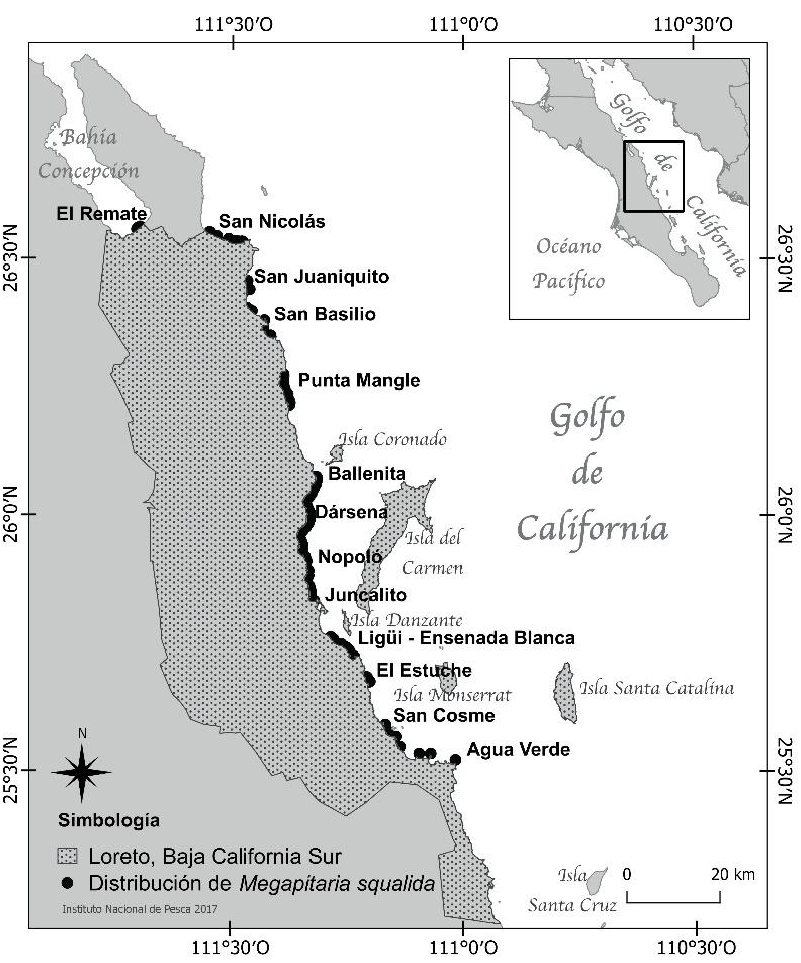 111°30'O
111°0'O
110°30'O
Bahía
Concepción
El Remate
San Nicolás
26°30'N
26°30'N
San Juaniquito
San Basilio
Punta Mangle
Golfo
de
California
Océano
Pacífico
Golfo
de
California
Isla Coronado
Ballenita
Dársena
26°0'N
26°0'N
Isla del
Carmen
Nopoló
Juncalito
Isla Danzante
Ligüi - Ensenada Blanca
El Estuche
Isla Monserrat
Isla Santa Catalina
San Cosme
Agua Verde
25°30'N
25°30'N
N
Simbología
Loreto, Baja California Sur
Distribución de Megapitaria squalida
Instituto Nacional de Pesca 2017
Isla
Santa Cruz
0 20 km
111°30'O
111°0'O
110°30'O